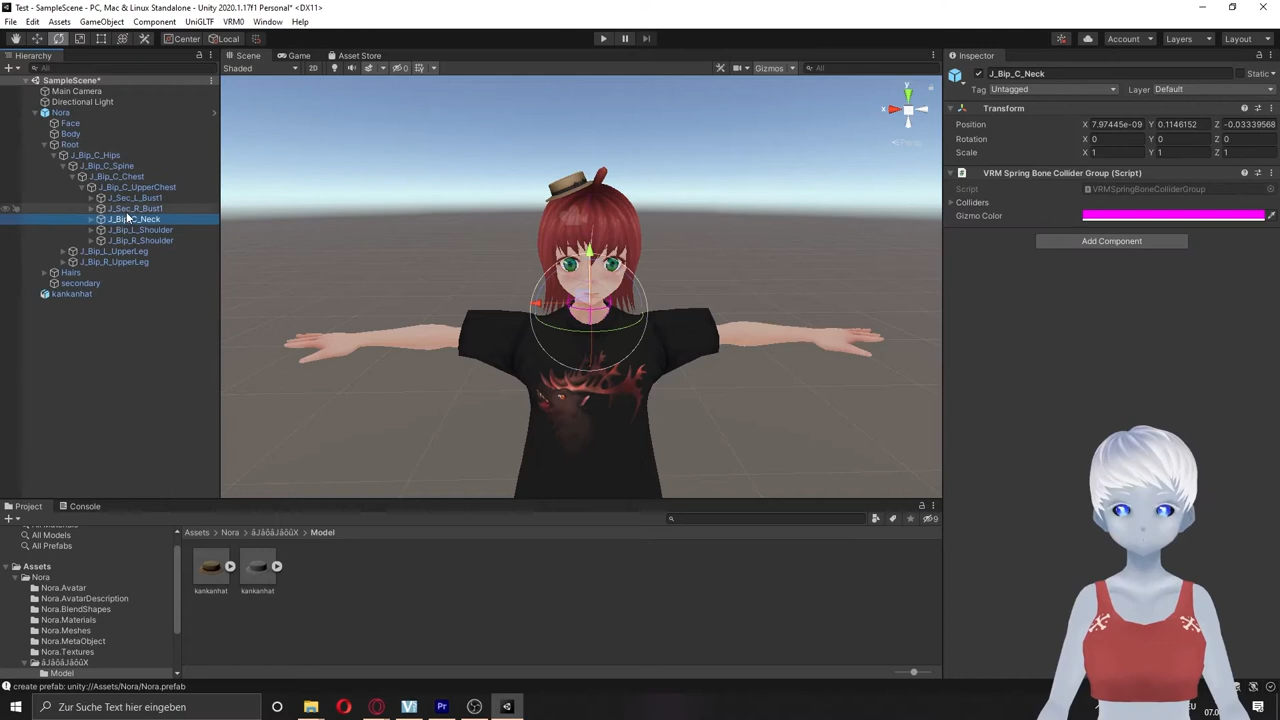 Test - SampleScene - PC, Mac & Linux Standalone - Unity 2020.1.17f1 Personal* <DX11>
File Edit Assets GameObject Component UniGLTF VRM0 Window Help
Center Local Account Layers Layout
Hierarchy
All
SampleScene*
Main Camera
Directional Light
Nora
Face
Body
Root
J_Bip_C_Hips
J_Bip_C_Spine
J_Bip_C_Chest
J_Bip_C_UpperChest
J_Sec_L_Bust1
J_Sec_R_Bust1
J_Bip_C_Neck
J_Bip_L_Shoulder
J_Bip_R_Shoulder
J_Bip_L_UpperLeg
J_Bip_R_UpperLeg
Hairs
secondary
kankanhat
Scene Game Asset Store
Shaded 2D 0 Gizmos All
y
x
Persp
Inspector
J_Bip_C_Neck Static
Tag Untagged Layer Default
Transform
Position X 7.97445e-09 Y 0.1146152 Z -0.03339568
Rotation X 0 Y 0 Z 0
Scale X 1 Y 1 Z 1
VRM Spring Bone Collider Group (Script)
Script VRMSpringBoneColliderGroup
Colliders
Gizmo Color
Add Component
Project Console
9
All Models
All Prefabs
Assets
Nora
Nora.Avatar
Nora.AvatarDescription
Nora.BlendShapes
Nora.Materials
Nora.Meshes
Nora.MetaObject
Nora.Textures
Model
Assets Nora Model
kankanhat kankanhat
create prefab: unity://Assets/Nora/Nora.prefab
Zur Suche Text hier eingeben
Pr